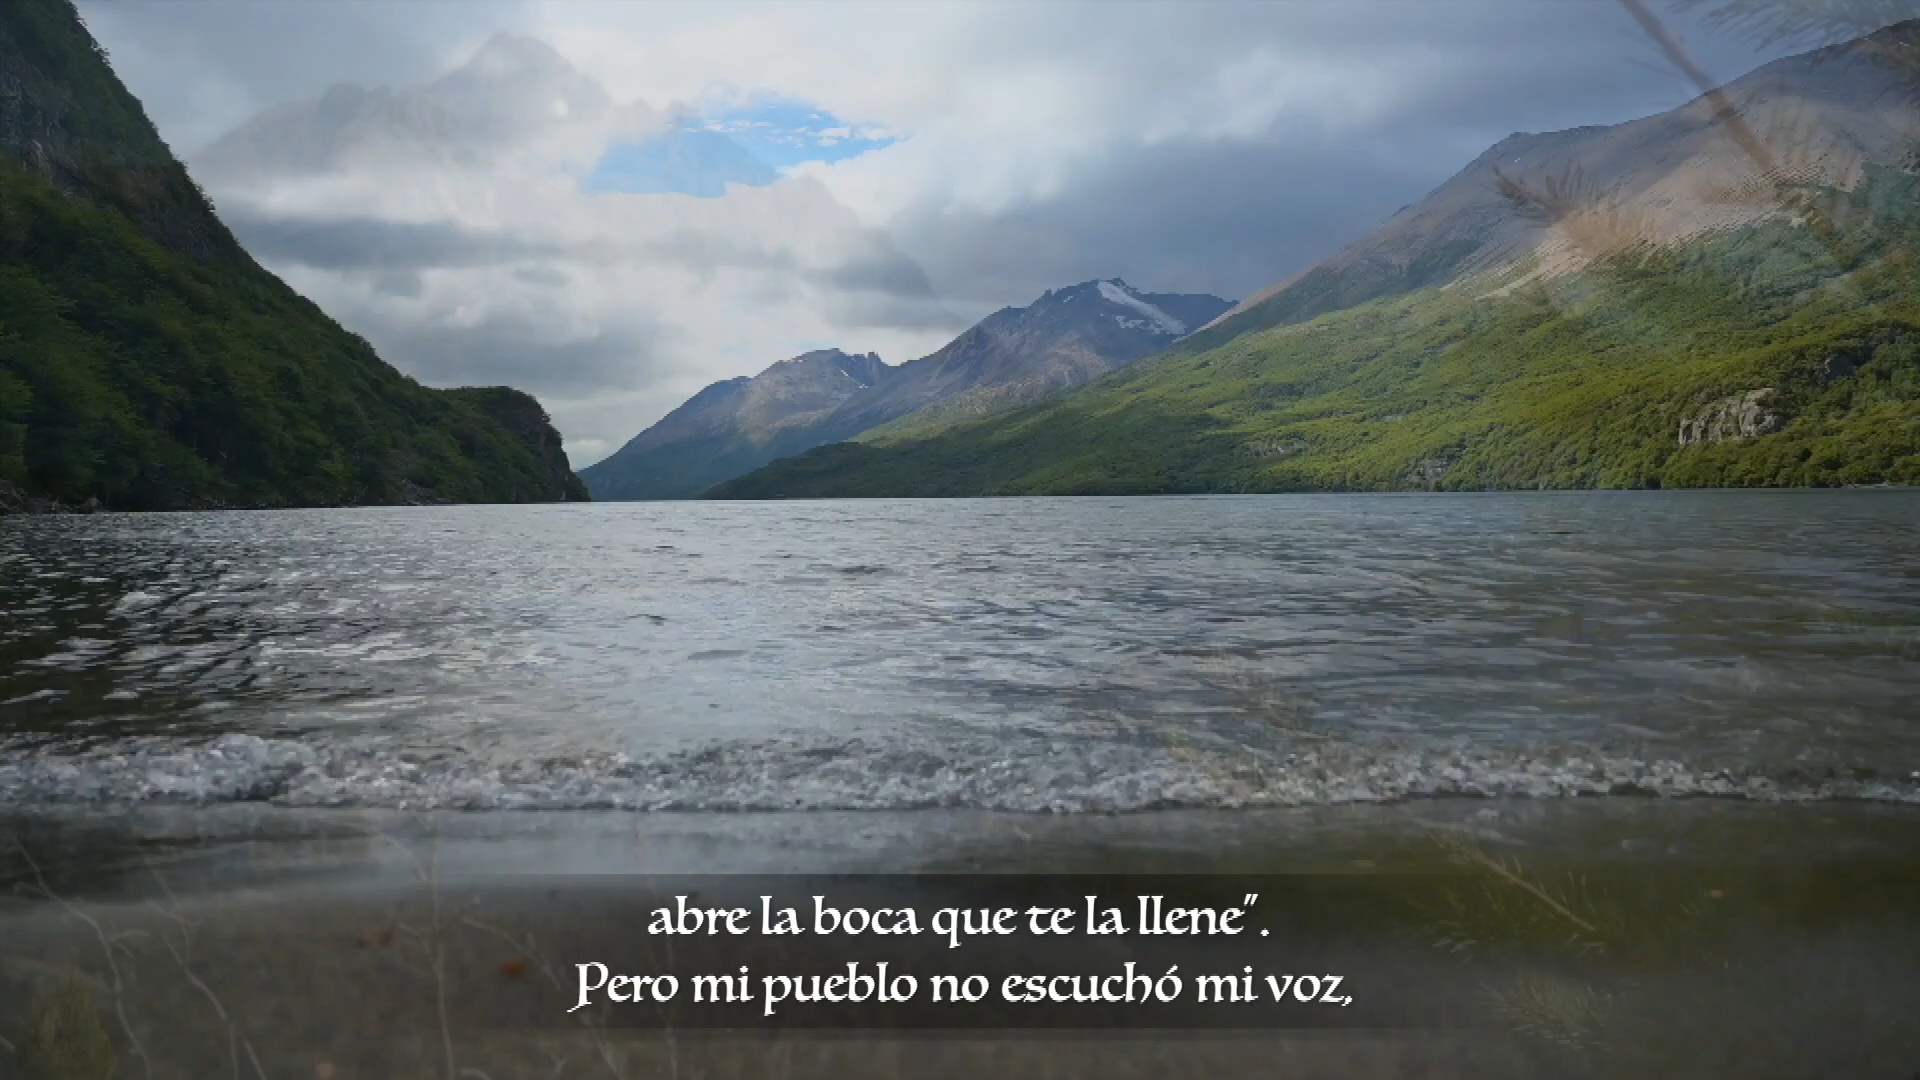 abre la boca que te la llene".
Pero mi pueblo no escuchó mi voz,